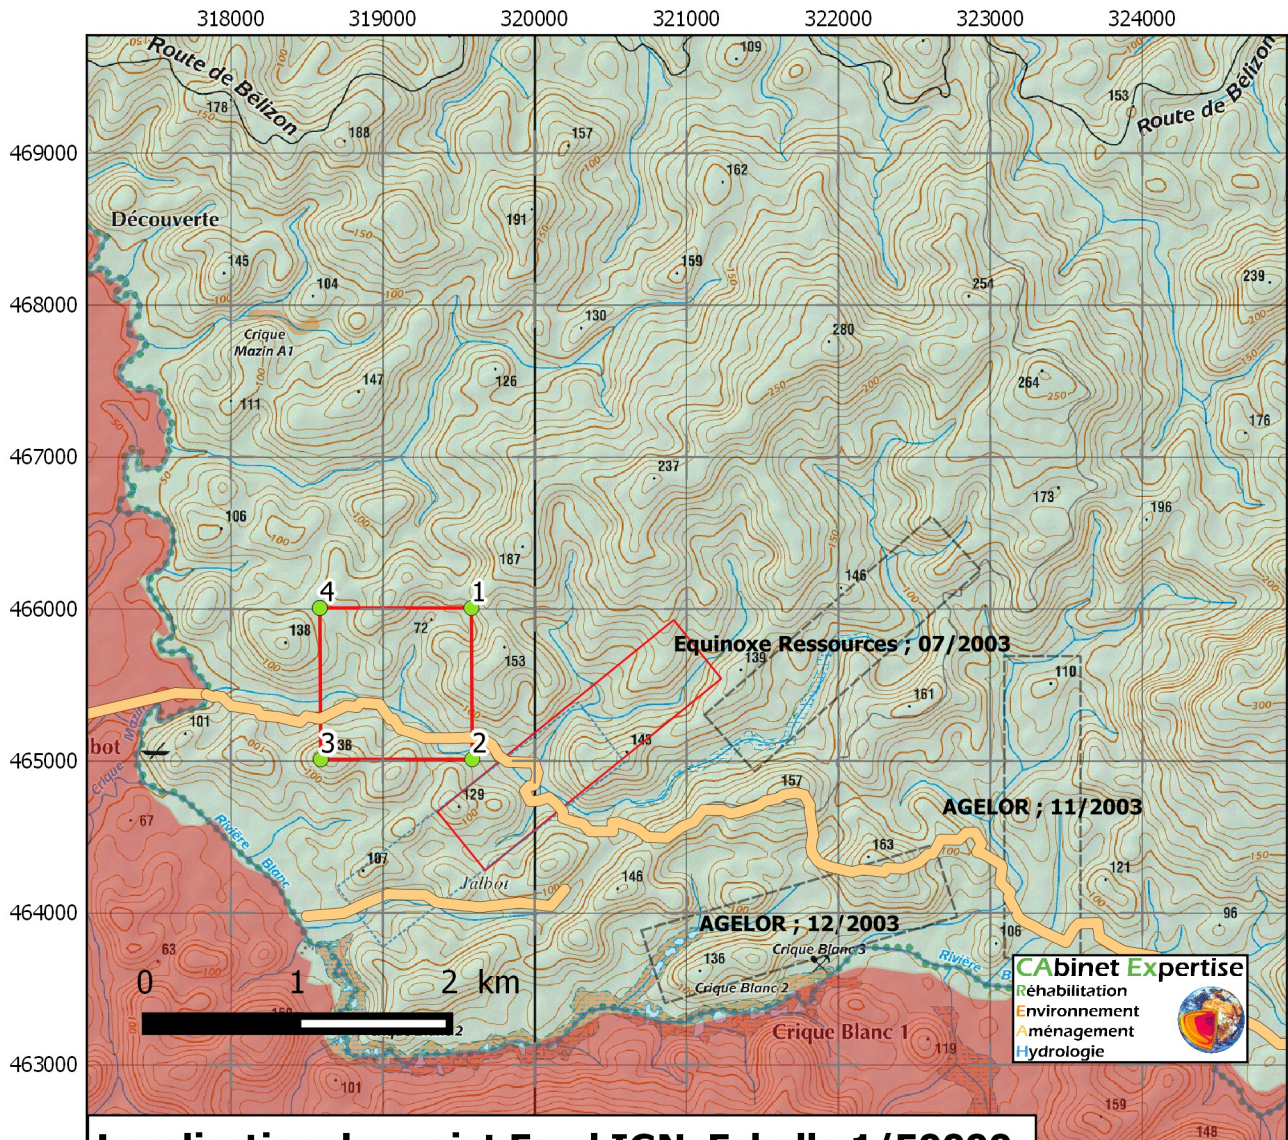 318000 319000 320000 321000 322000 323000 324000
469000
468000
467000
466000
465000
464000
463000
Route de Bélizon
Route de Bélizon
109
153
178
188
157
162
191
Découverte
145
104
159
254
239
130
280
Crique
Mazin A1
147
126
264
111
176
237
173
196
106
187
4
1
146
138
72
153
Equinoxe Ressources ; 07/2003
139
161
110
101
3
2
143
157
AGELOR ; 11/2003
129
67
Rivière Blanc
107
163
121
Jalbot
146
96
AGELOR ; 12/2003
106
Crique Blanc 3
63
136
Crique Blanc 2
Rivière
0 1 2 km
Crique Blanc 1
119
101
159
148
CAbinet Expertise
Réhabilitation
Environnement
Aménagement
Hydrologie